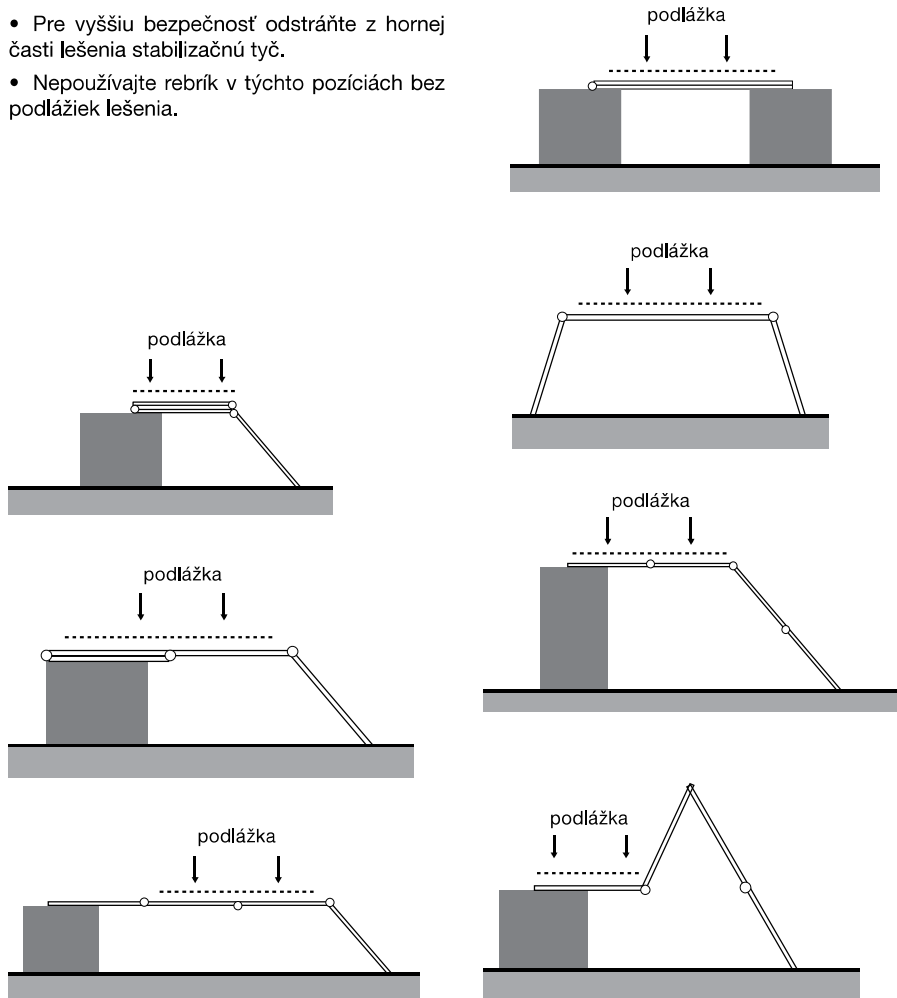 • Pre vyššiu bezpečnosť odstráňte z hornej
časti lešenia stabilizačnú tyč.
• Nepoužívajte rebrík v týchto pozíciách bez
podlážiek lešenia.
podlážka
podlážka
podlážka
podlážka
podlážka
podlážka
podlážka